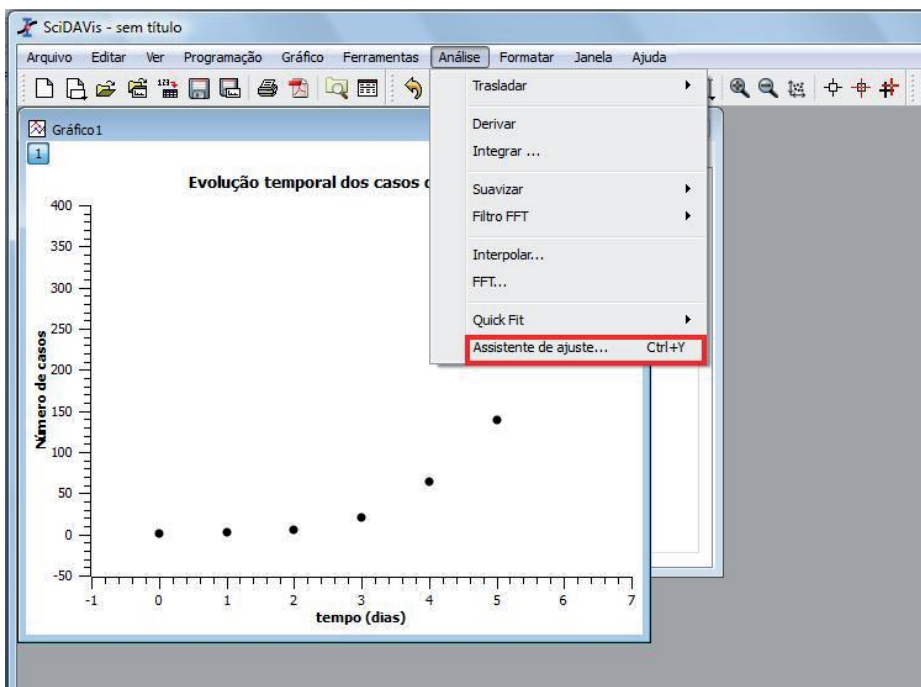 SciDAVis - sem título
Arquivo Editar Ver Programação Gráfico Ferramentas Análise Formatar Janela Ajuda
Trasladar
Derivar
Integrar ...
Suavizar
Filtro FFT
Interpolar...
FFT...
Quick Fit
Assistente de ajuste... Ctrl+Y
Gráfico1
1
Evolução temporal dos casos
400
350
300
250
200
150
100
50
0
-50
Número de casos
-1 0 1 2 3 4 5 6 7
tempo (dias)